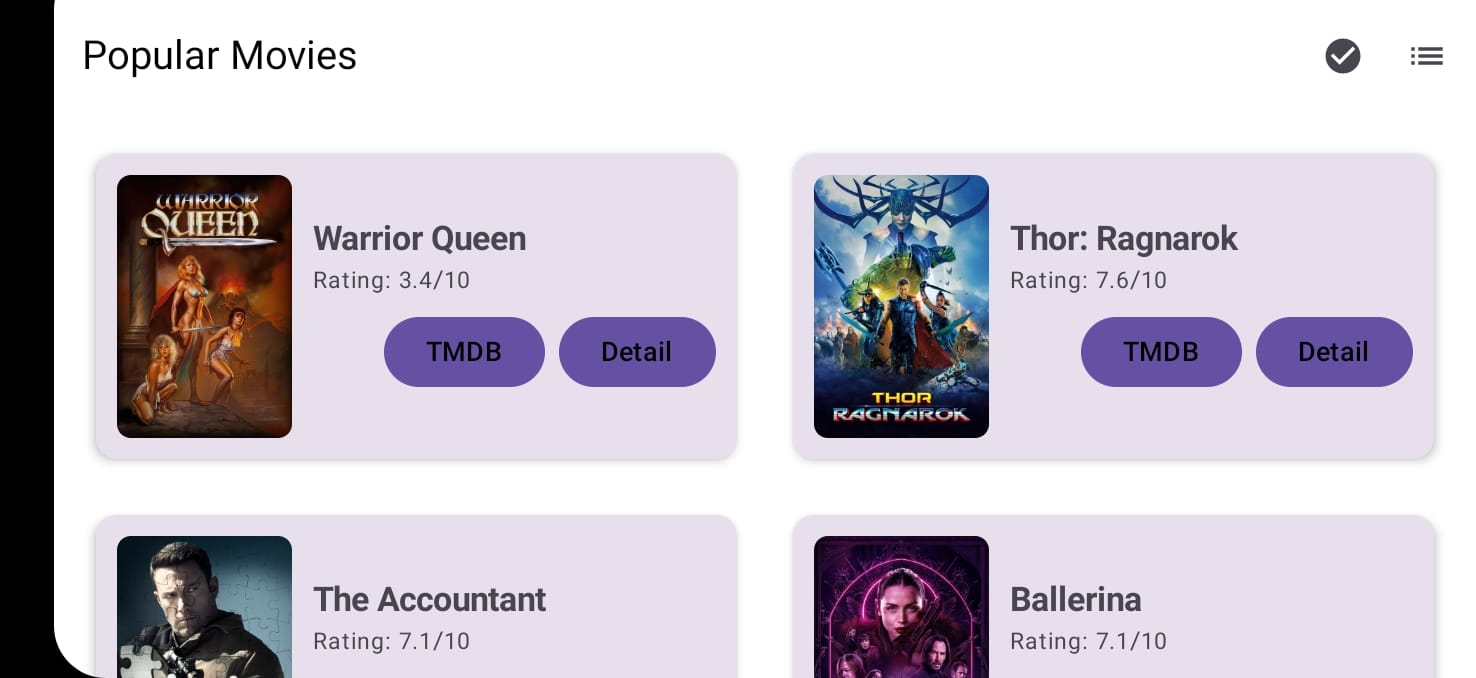 Popular Movies
WARRIOR
QUEEN
Warrior Queen
Rating: 3.4/10
TMDB
Detail
THOR
RAGNAROK
Thor: Ragnarok
Rating: 7.6/10
TMDB
Detail
The Accountant
Rating: 7.1/10
Ballerina
Rating: 7.1/10